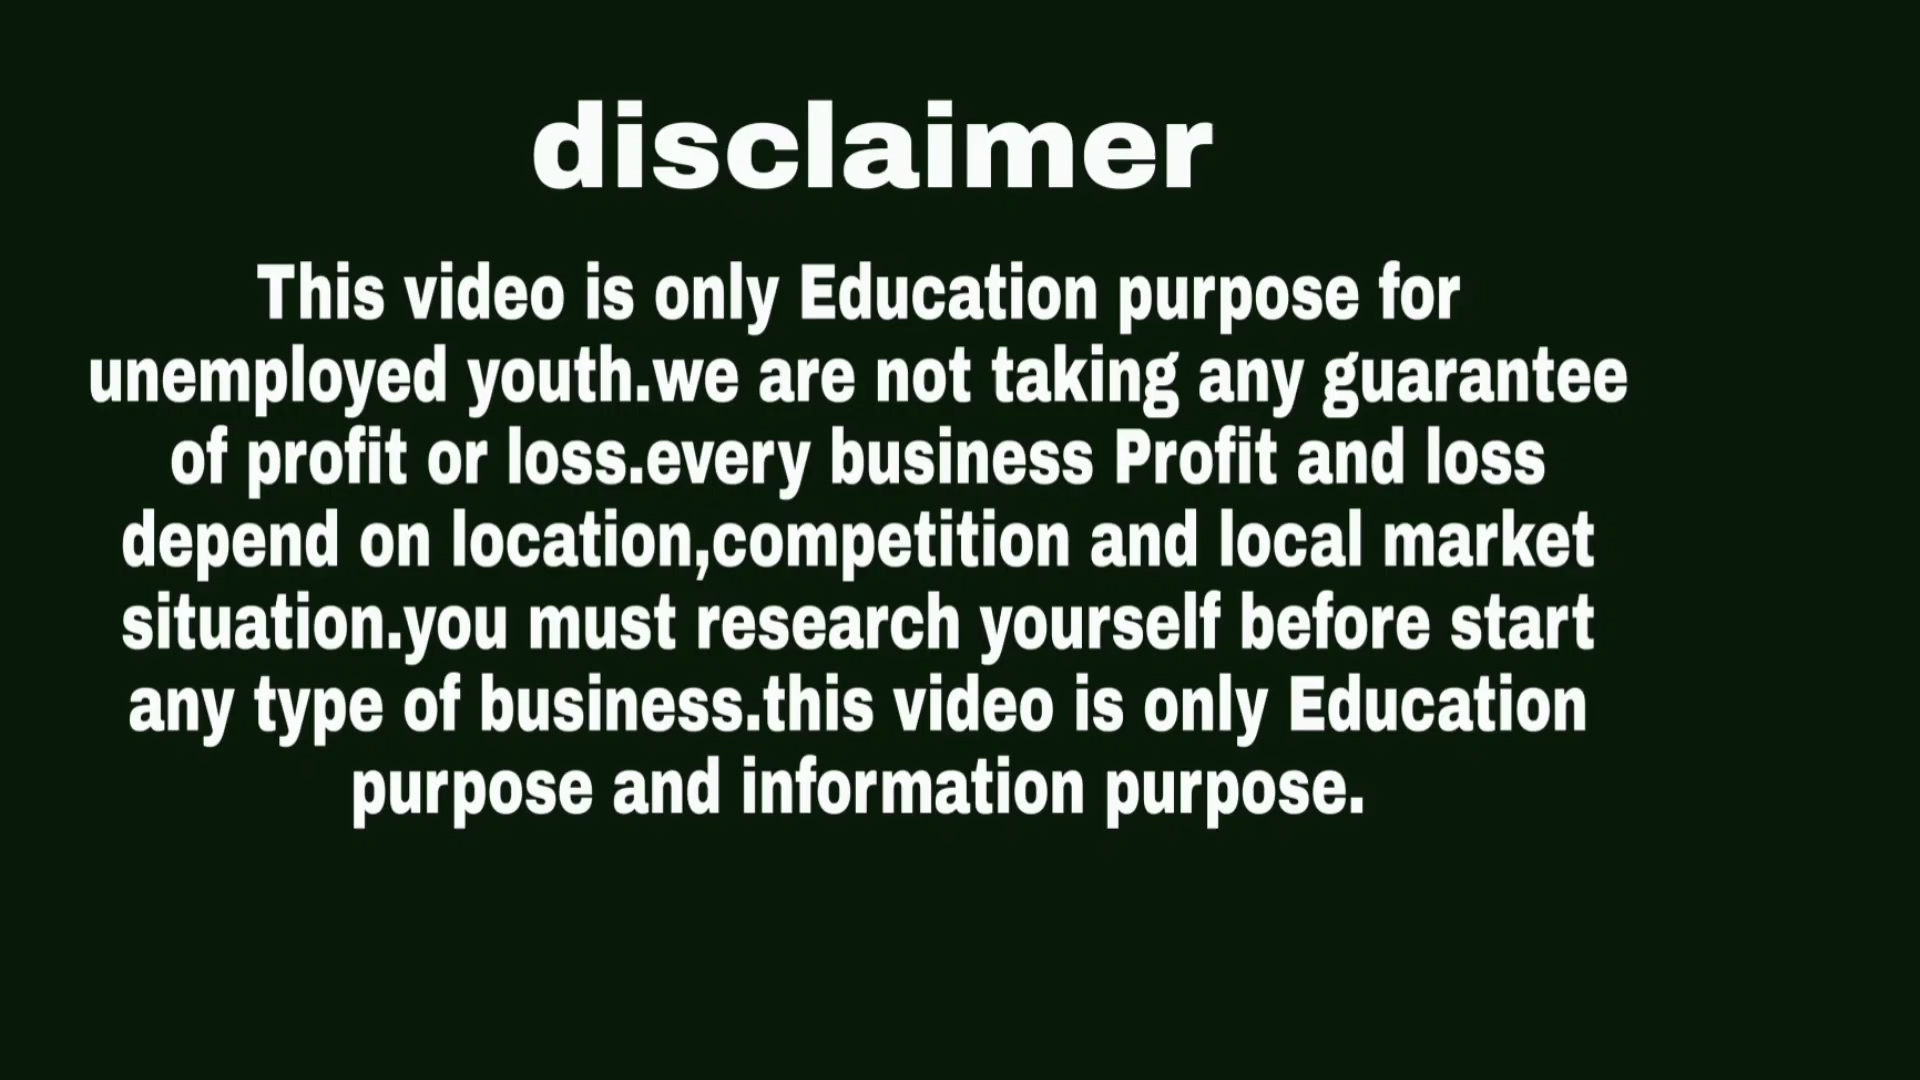 disclaimer
This video is only Education purpose for
unemployed youth.we are not taking any guarantee
of profit or loss.every business Profit and loss
depend on location,competition and local market
situation.you must research yourself before start
any type of business.this video is only Education
purpose and information purpose.